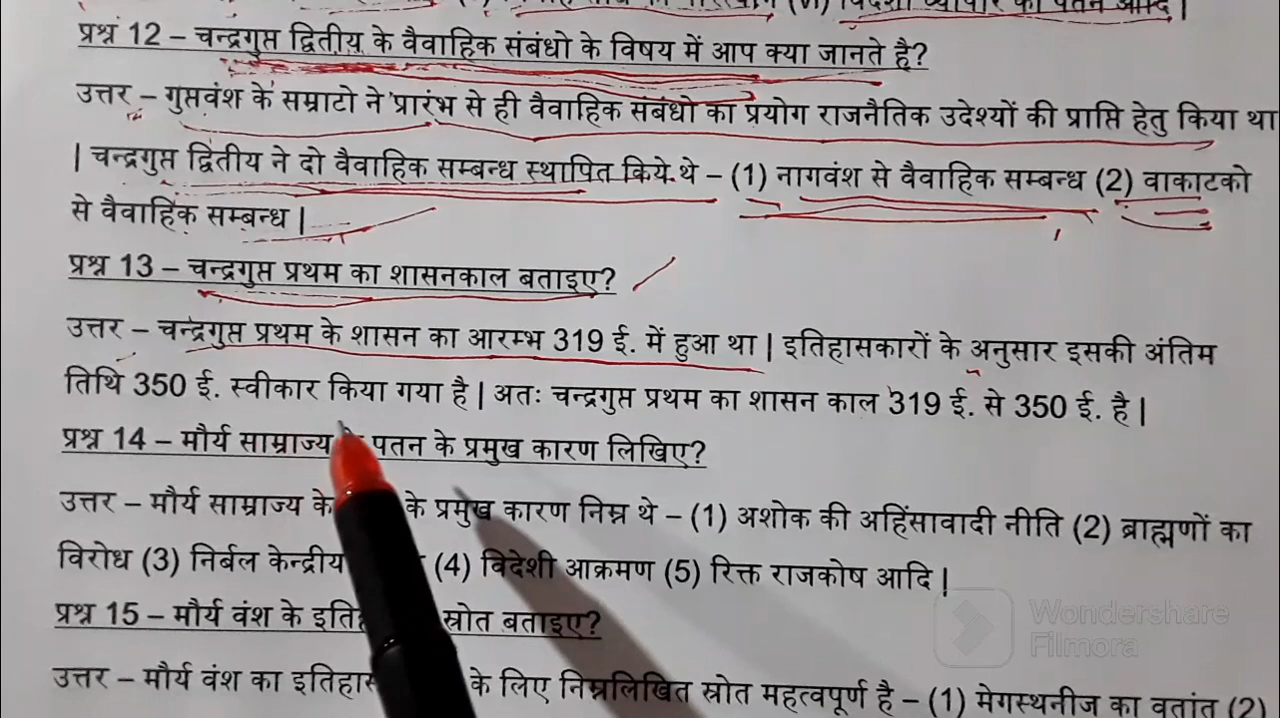 (VI) विदेशी व्यापार का पतन आदि |
प्रश्नं 12 – चन्द्रगुप्त द्वितीय के वैवाहिक संबंधो के विषय में आप क्या जानते है?
उत्तर – गुप्तवंश के सम्राटो ने प्रारंभ से ही वैवाहिक संबंधो का प्रयोग राजनैतिक उदेश्यों की प्राप्ति हेतु किया था
| चन्द्रगुप्त द्वितीय ने दो वैवाहिक सम्बन्ध स्थापित किये थे – (1) नागवंश से वैवाहिक सम्बन्ध (2) वाकाटको
से वैवाहिक सम्बन्ध |
प्रश्न 13 – चन्द्रगुप्त प्रथम का शासनकाल बताइए?
उत्तर – चन्द्रगुप्त प्रथम के शासन का आरम्भ 319 ई. में हुआ था | इतिहासकारों के अनुसार इसकी अंतिम
तिथि 350 ई. स्वीकार किया गया है | अतः चन्द्रगुप्त प्रथम का शासन काल 319 ई. से 350 ई. है |
प्रश्न 14 – मौर्य साम्राज्य पतन के प्रमुख कारण लिखिए?
उत्तर – मौर्य साम्राज्य के के प्रमुख कारण निम्न थे – (1) अशोक की अहिंसावादी नीति (2) ब्राह्मणों का
विरोध (3) निर्बल केन्द्रीय (4) विदेशी आक्रमण (5) रिक्त राजकोष आदि |
प्रश्न 15 – मौर्य वंश के स्रोत बताइए?
उत्तर – मौर्य वंश का इतिहास के लिए निम्नलिखित स्रोत महत्वपूर्ण है – (1) मेगस्थनीज का वृतांत (2)
Wondershare
Filmora